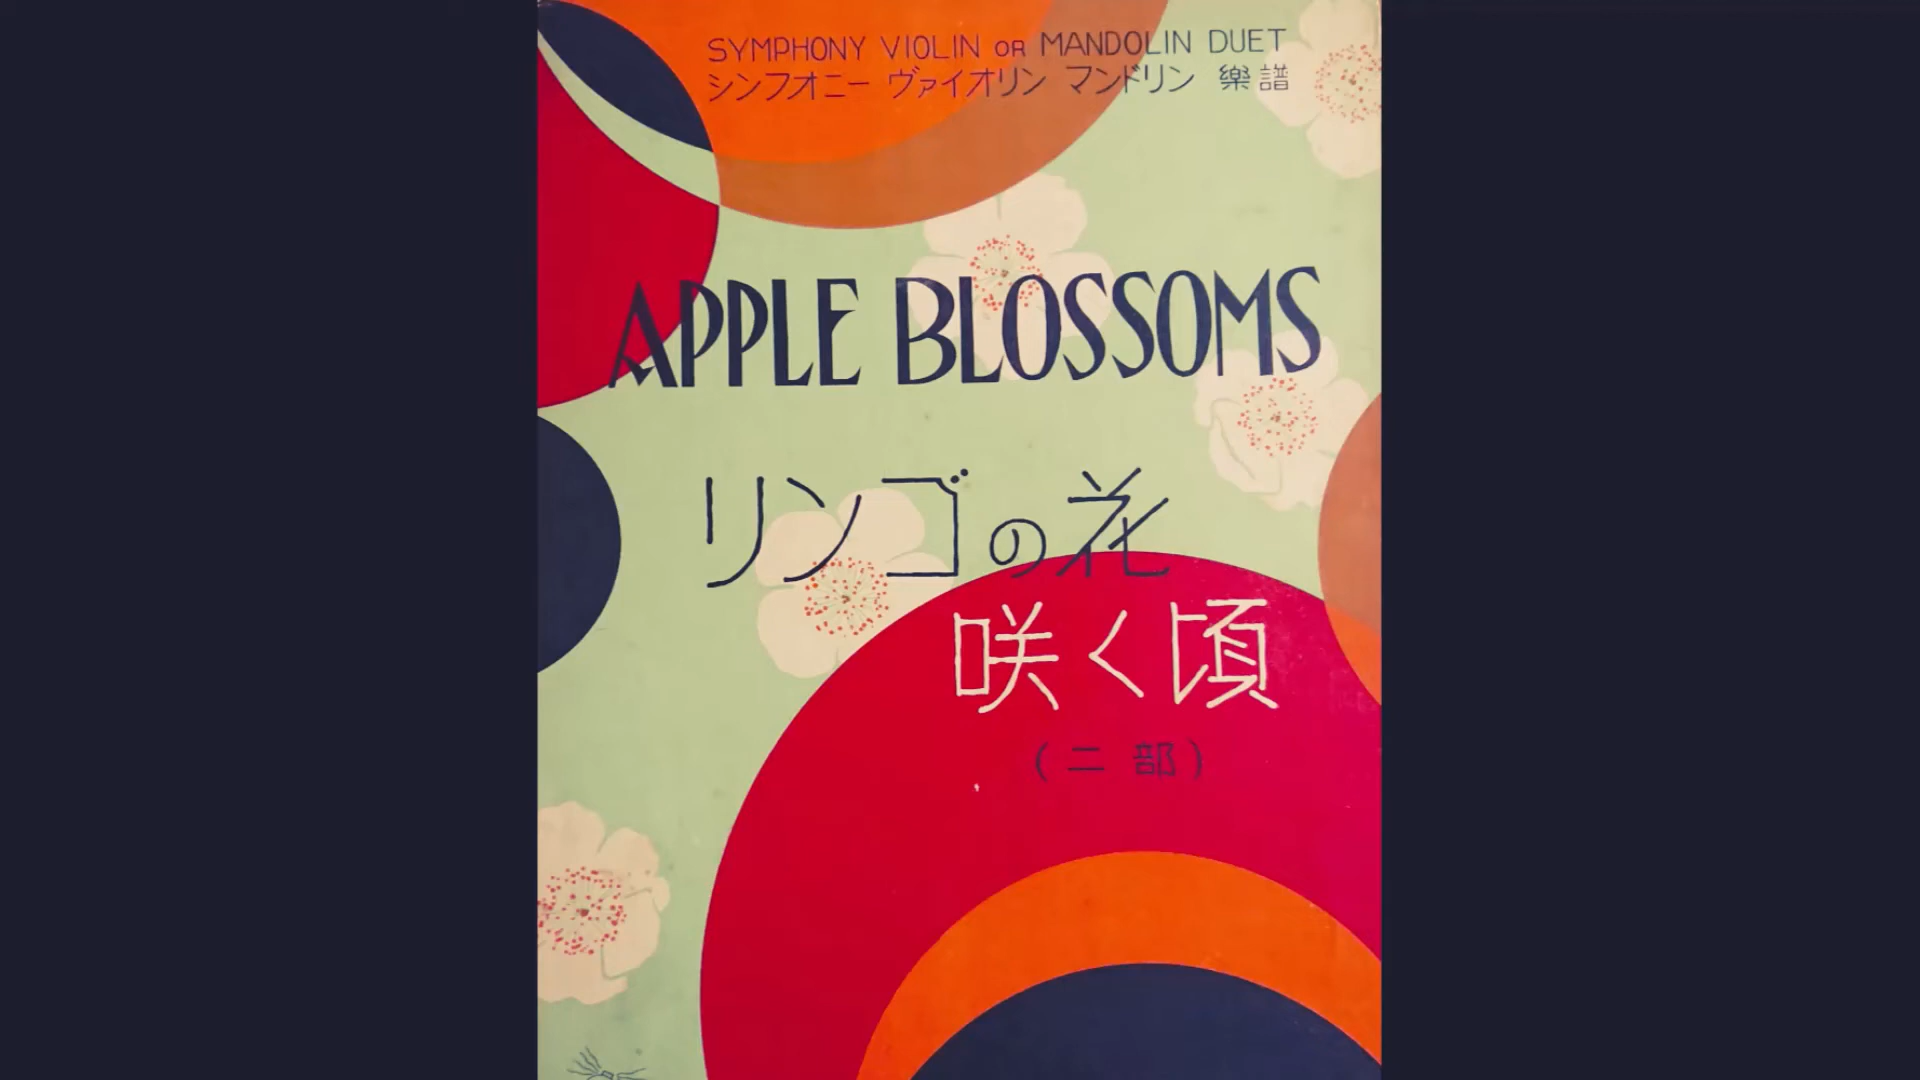 SYMPHONY VIOLIN OR MANDOLIN DUET
シンフオニー ヴァイオリン マンドリン 樂譜
APPLE BLOSSOMS
リンゴの花
咲く頃
(二部)